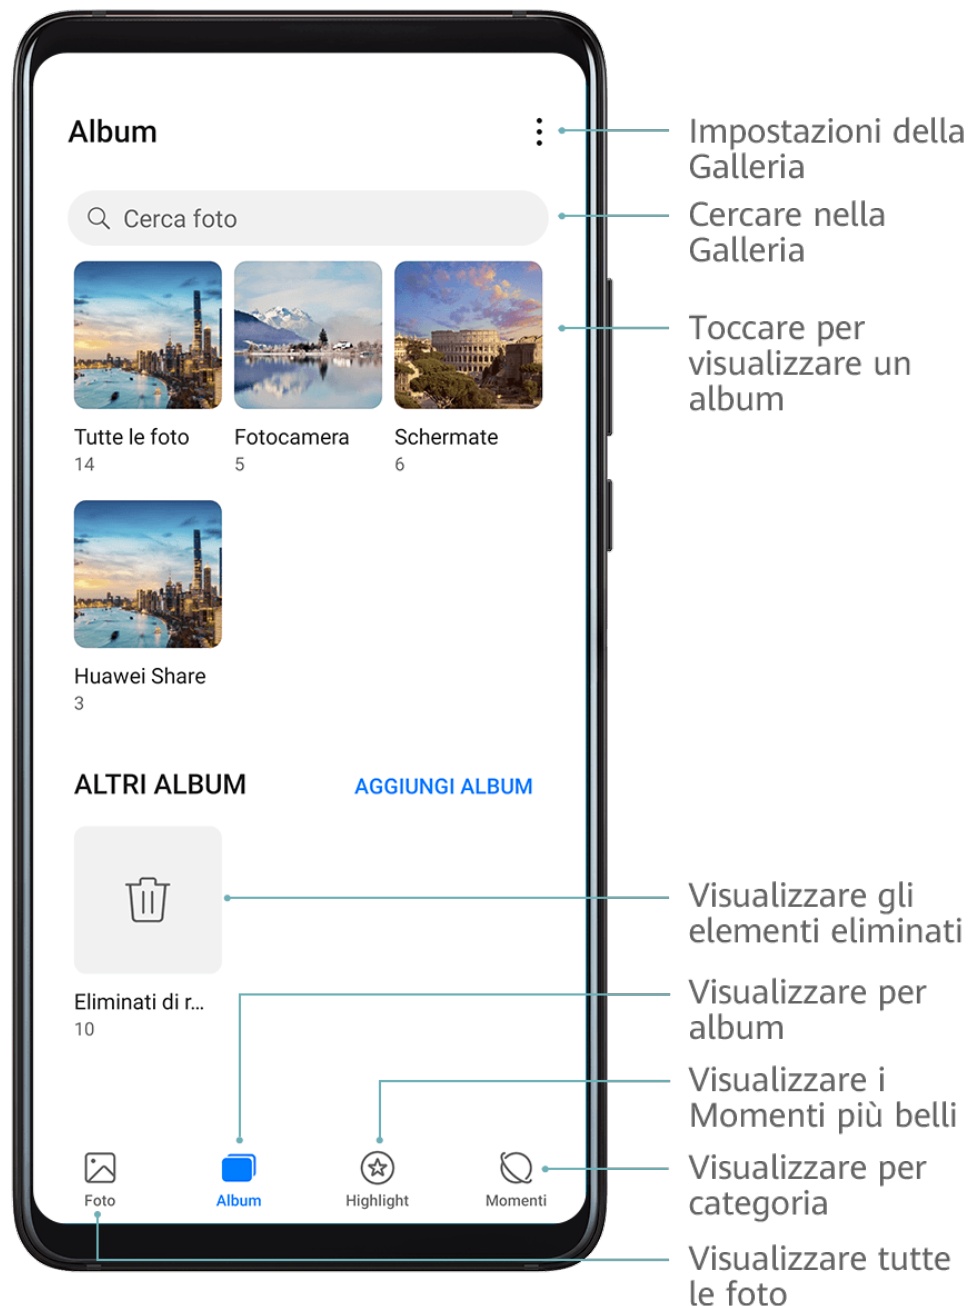 Album
Impostazioni della
Galleria
Cerca foto
Cercare nella
Galleria
Toccare per
visualizzare un
album
Tutte le foto
14
Fotocamera
5
Schermate
6
Huawei Share
3
ALTRI ALBUM
AGGIUNGI ALBUM
Visualizzare gli
elementi eliminati
Eliminati di r...
10
Visualizzare per
album
Visualizzare i
Momenti più belli
Visualizzare per
categoria
Foto
Album
Highlight
Momenti
Visualizzare tutte
le foto